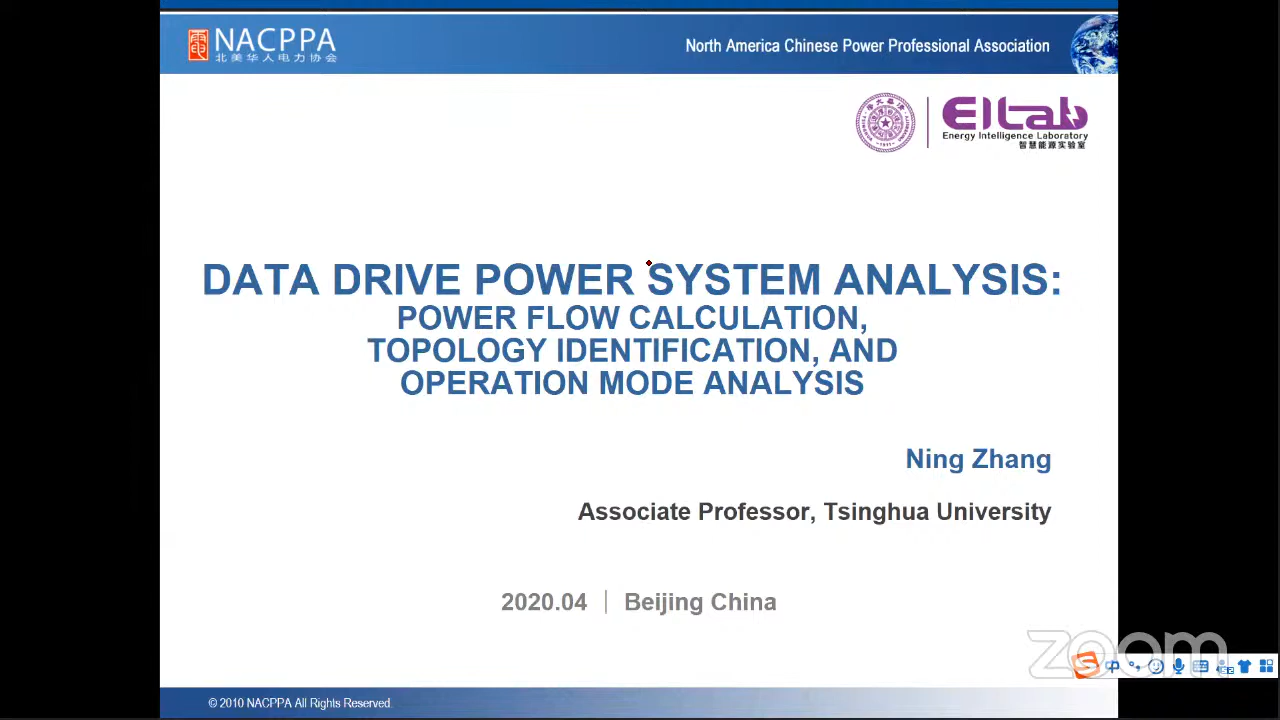 NACPPA
北美华人电力协会
North America Chinese Power Professional Association
EILab
Energy Intelligence Laboratory
智慧能源实验室
DATA DRIVE POWER SYSTEM ANALYSIS:
POWER FLOW CALCULATION,
TOPOLOGY IDENTIFICATION, AND
OPERATION MODE ANALYSIS
Ning Zhang
Associate Professor, Tsinghua University
2020.04 | Beijing China
zoom
中
© 2010 NACPPA All Rights Reserved.